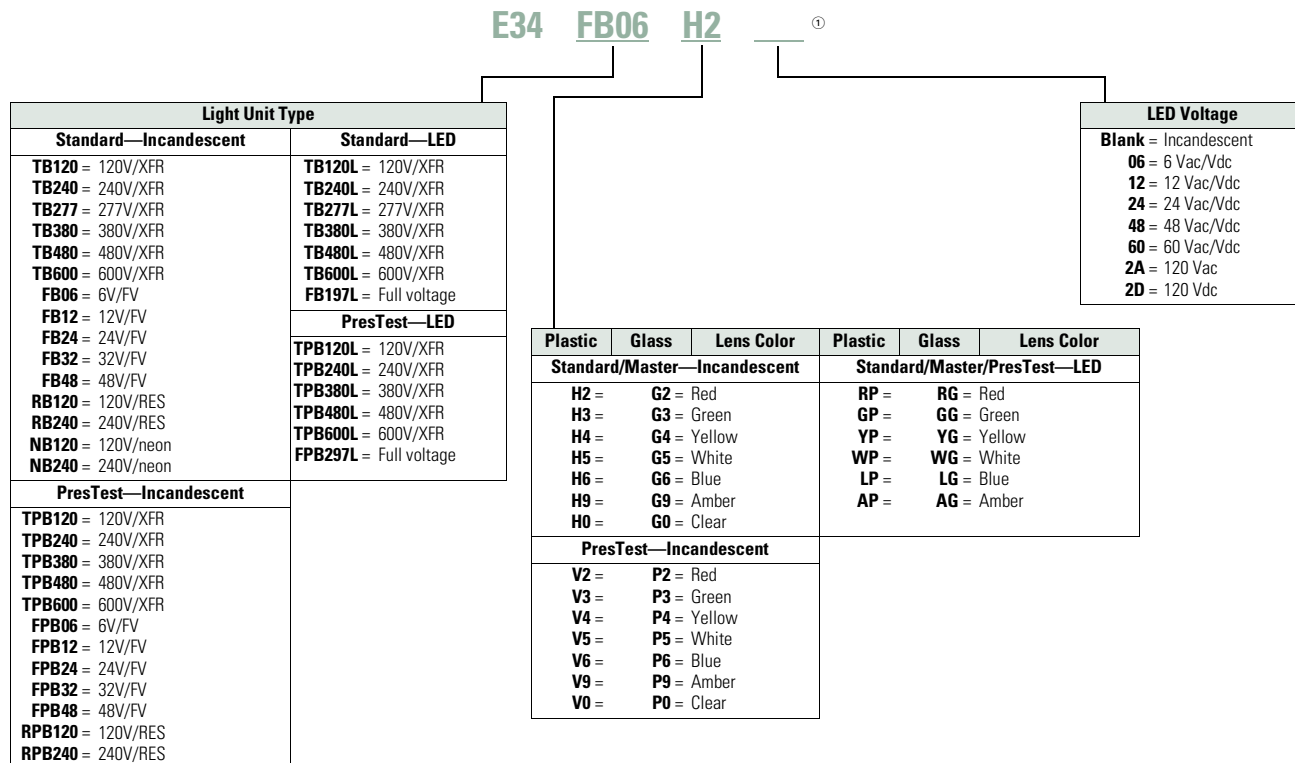 E34 FB06 H2 ___ ①
Light Unit Type
Standard—Incandescent
TB120 = 120V/XFR
TB240 = 240V/XFR
TB277 = 277V/XFR
TB380 = 380V/XFR
TB480 = 480V/XFR
TB600 = 600V/XFR
FB06 = 6V/FV
FB12 = 12V/FV
FB24 = 24V/FV
FB32 = 32V/FV
FB48 = 48V/FV
RB120 = 120V/RES
RB240 = 240V/RES
NB120 = 120V/neon
NB240 = 240V/neon
PresTest—Incandescent
TPB120 = 120V/XFR
TPB240 = 240V/XFR
TPB380 = 380V/XFR
TPB480 = 480V/XFR
TPB600 = 600V/XFR
FPB06 = 6V/FV
FPB12 = 12V/FV
FPB24 = 24V/FV
FPB32 = 32V/FV
FPB48 = 48V/FV
RPB120 = 120V/RES
RPB240 = 240V/RES
Standard—LED
TB120L = 120V/XFR
TB240L = 240V/XFR
TB277L = 277V/XFR
TB380L = 380V/XFR
TB480L = 480V/XFR
TB600L = 600V/XFR
FB197L = Full voltage
PresTest—LED
TPB120L = 120V/XFR
TPB240L = 240V/XFR
TPB380L = 380V/XFR
TPB480L = 480V/XFR
TPB600L = 600V/XFR
FPB297L = Full voltage
Plastic Glass Lens Color
Standard/Master—Incandescent
H2 = G2 = Red
H3 = G3 = Green
H4 = G4 = Yellow
H5 = G5 = White
H6 = G6 = Blue
H9 = G9 = Amber
H0 = G0 = Clear
PresTest—Incandescent
V2 = P2 = Red
V3 = P3 = Green
V4 = P4 = Yellow
V5 = P5 = White
V6 = P6 = Blue
V9 = P9 = Amber
V0 = P0 = Clear
Plastic Glass Lens Color
Standard/Master/PresTest—LED
RP = RG = Red
GP = GG = Green
YP = YG = Yellow
WP = WG = White
LP = LG = Blue
AP = AG = Amber
LED Voltage
Blank = Incandescent
06 = 6 Vac/Vdc
12 = 12 Vac/Vdc
24 = 24 Vac/Vdc
48 = 48 Vac/Vdc
60 = 60 Vac/Vdc
2A = 120 Vac
2D = 120 Vdc